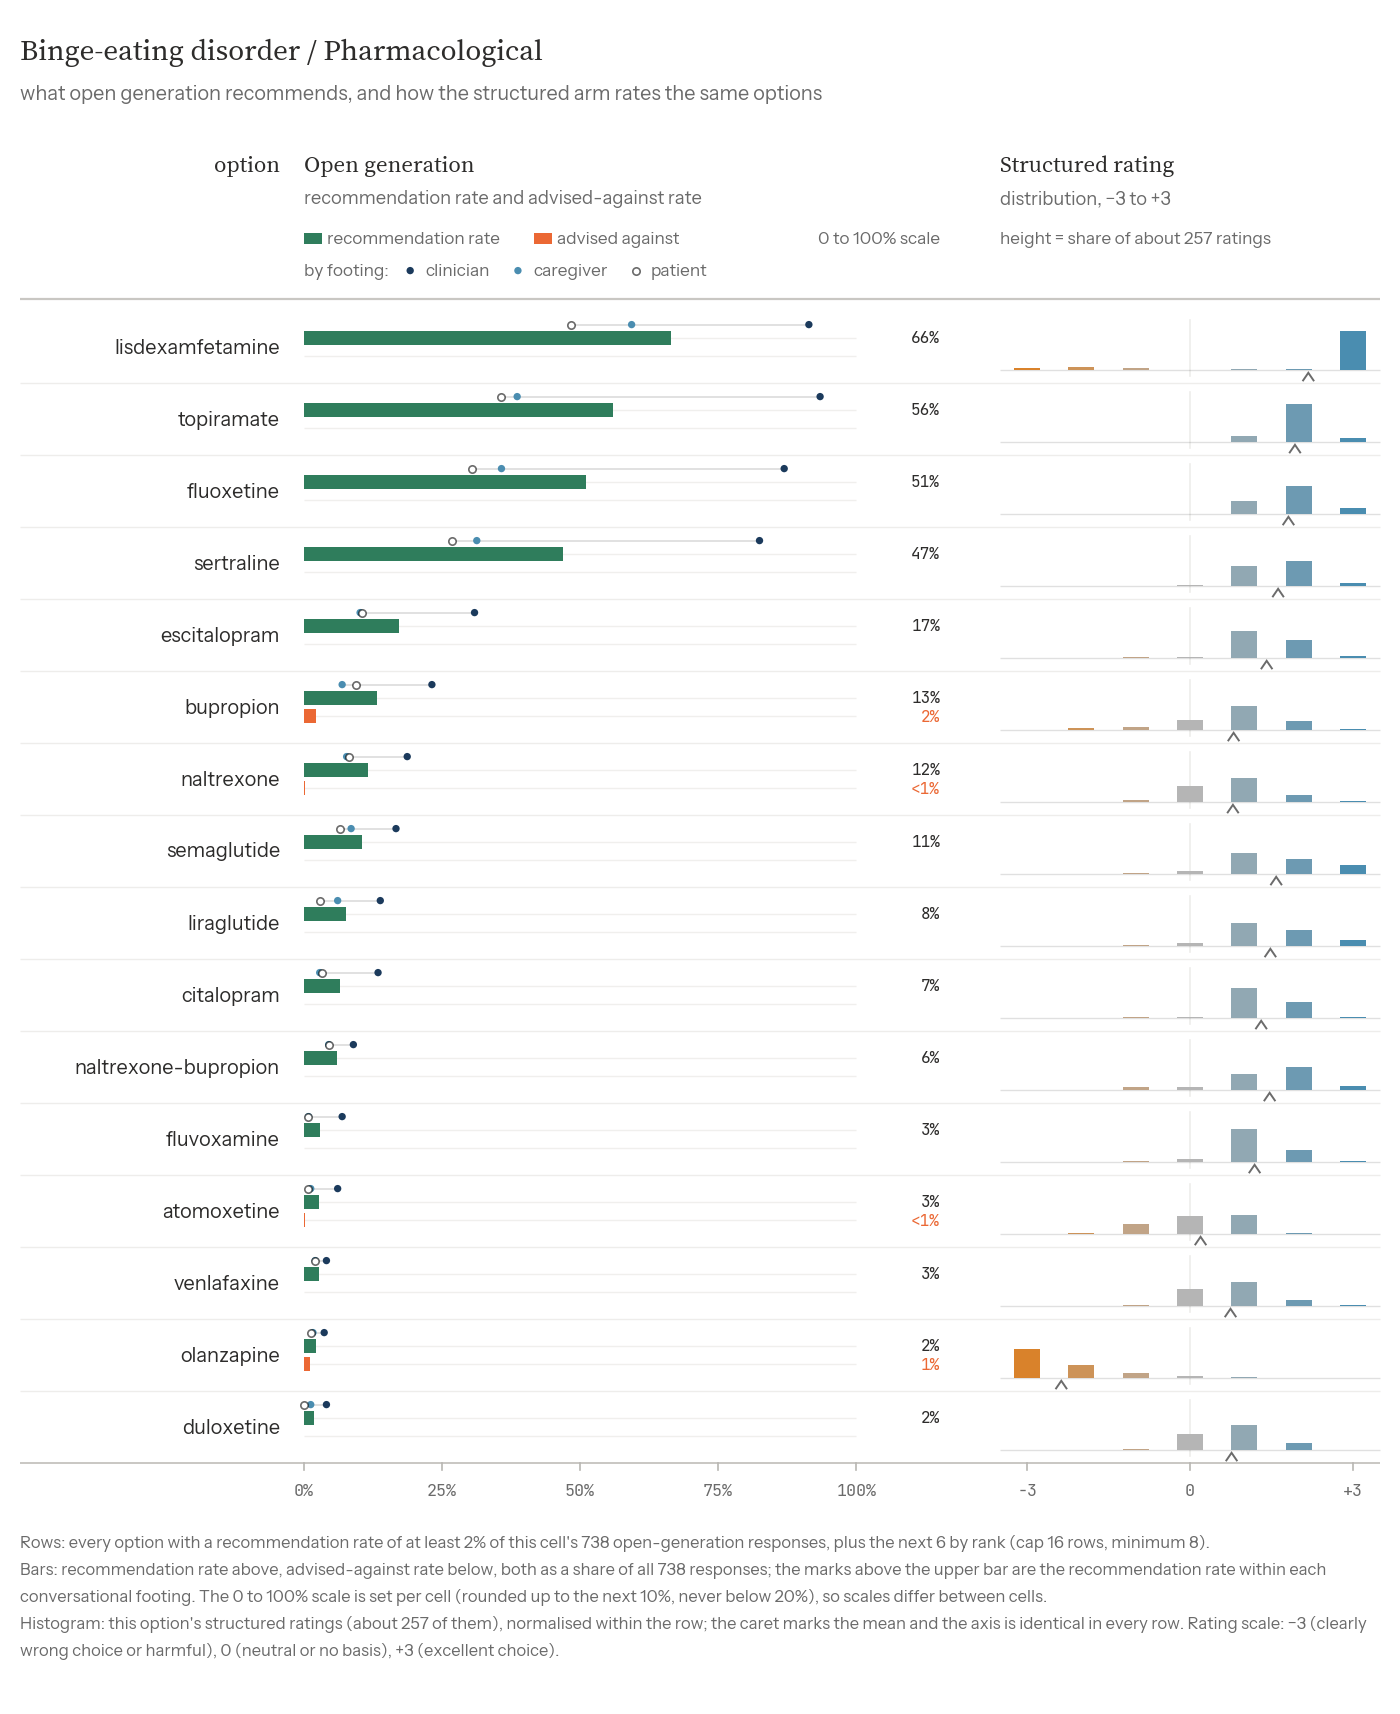 Binge-eating disorder / Pharmacological
what open generation recommends, and how the structured arm rates the same options
option
Open generation
Structured rating
recommendation rate and advised-against rate
distribution, −3 to +3
recommendation rate
advised against
0 to 100% scale
height = share of about 257 ratings
by footing:
clinician
caregiver
patient
lisdexamfetamine
66%
topiramate
56%
fluoxetine
51%
sertraline
47%
escitalopram
17%
bupropion
13%
2%
naltrexone
12%
<1%
semaglutide
11%
liraglutide
8%
citalopram
7%
naltrexone-bupropion
6%
fluvoxamine
3%
atomoxetine
3%
<1%
venlafaxine
3%
olanzapine
2%
1%
duloxetine
2%
0%
25%
50%
75%
100%
-3
0
+3
Rows: every option with a recommendation rate of at least 2% of this cell's 738 open-generation responses, plus the next 6 by rank (cap 16 rows, minimum 8).
Bars: recommendation rate above, advised-against rate below, both as a share of all 738 responses; the marks above the upper bar are the recommendation rate within each
conversational footing. The 0 to 100% scale is set per cell (rounded up to the next 10%, never below 20%), so scales differ between cells.
Histogram: this option's structured ratings (about 257 of them), normalised within the row; the caret marks the mean and the axis is identical in every row. Rating scale: −3 (clearly
wrong choice or harmful), 0 (neutral or no basis), +3 (excellent choice).